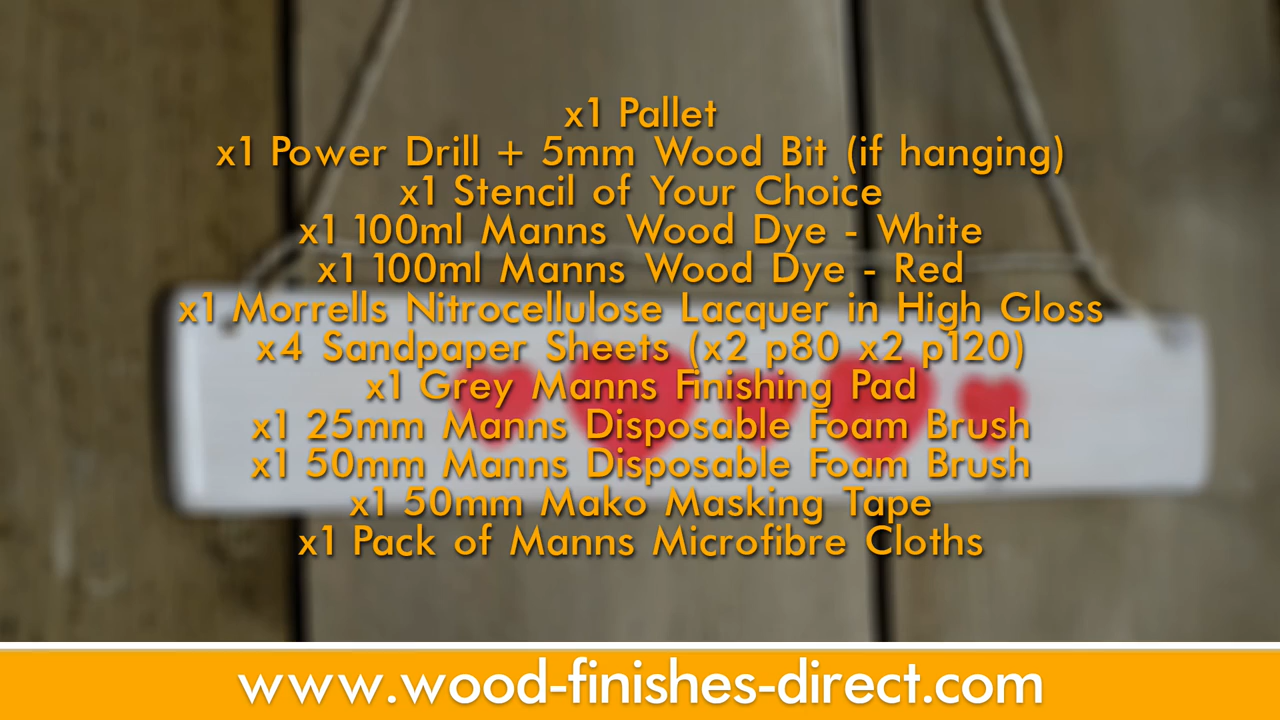 x1 Pallet
x1 Power Drill + 5mm Wood Bit (if hanging)
x1 Stencil of Your Choice
x1 100ml Manns Wood Dye - White
x1 100ml Manns Wood Dye - Red
x1 Morrells Nitrocellulose Lacquer in High Gloss
x4 Sandpaper Sheets (x2 p80 x2 p120)
x1 Grey Manns Finishing Pad
x1 25mm Manns Disposable Foam Brush
x1 50mm Manns Disposable Foam Brush
x1 50mm Mako Masking Tape
x1 Pack of Manns Microfibre Cloths
www.wood-finishes-direct.com